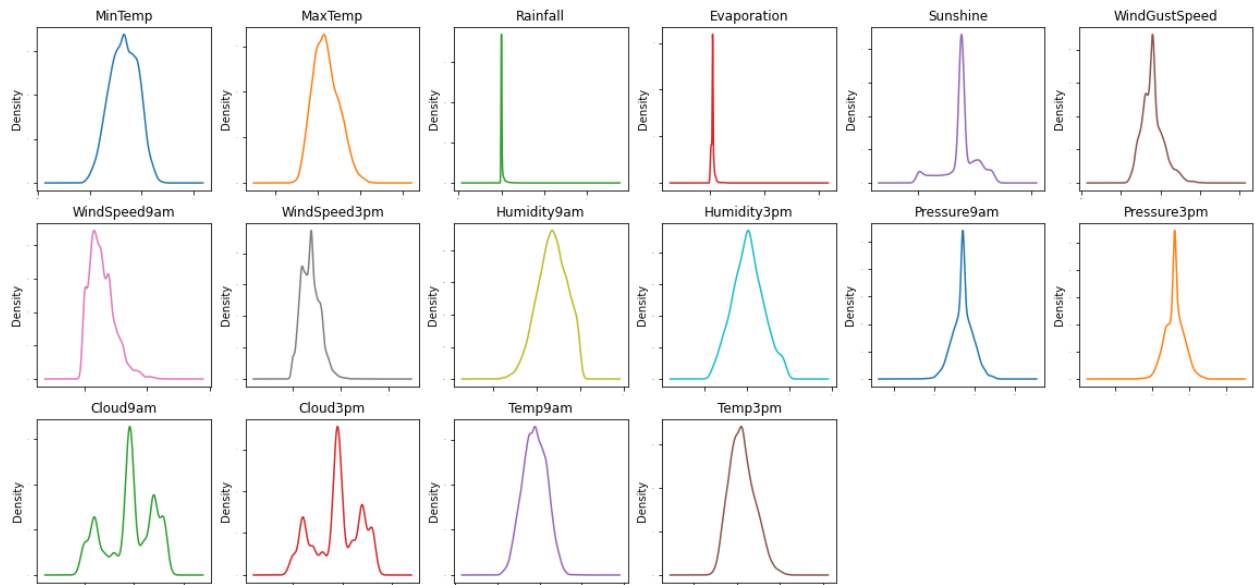 MinTemp
MaxTemp
Rainfall
Evaporation
Sunshine
WindGustSpeed
Density
Density
Density
Density
Density
Density
WindSpeed9am
WindSpeed3pm
Humidity9am
Humidity3pm
Pressure9am
Pressure3pm
Density
Density
Density
Density
Density
Density
Cloud9am
Cloud3pm
Temp9am
Temp3pm
Density
Density
Density
Density